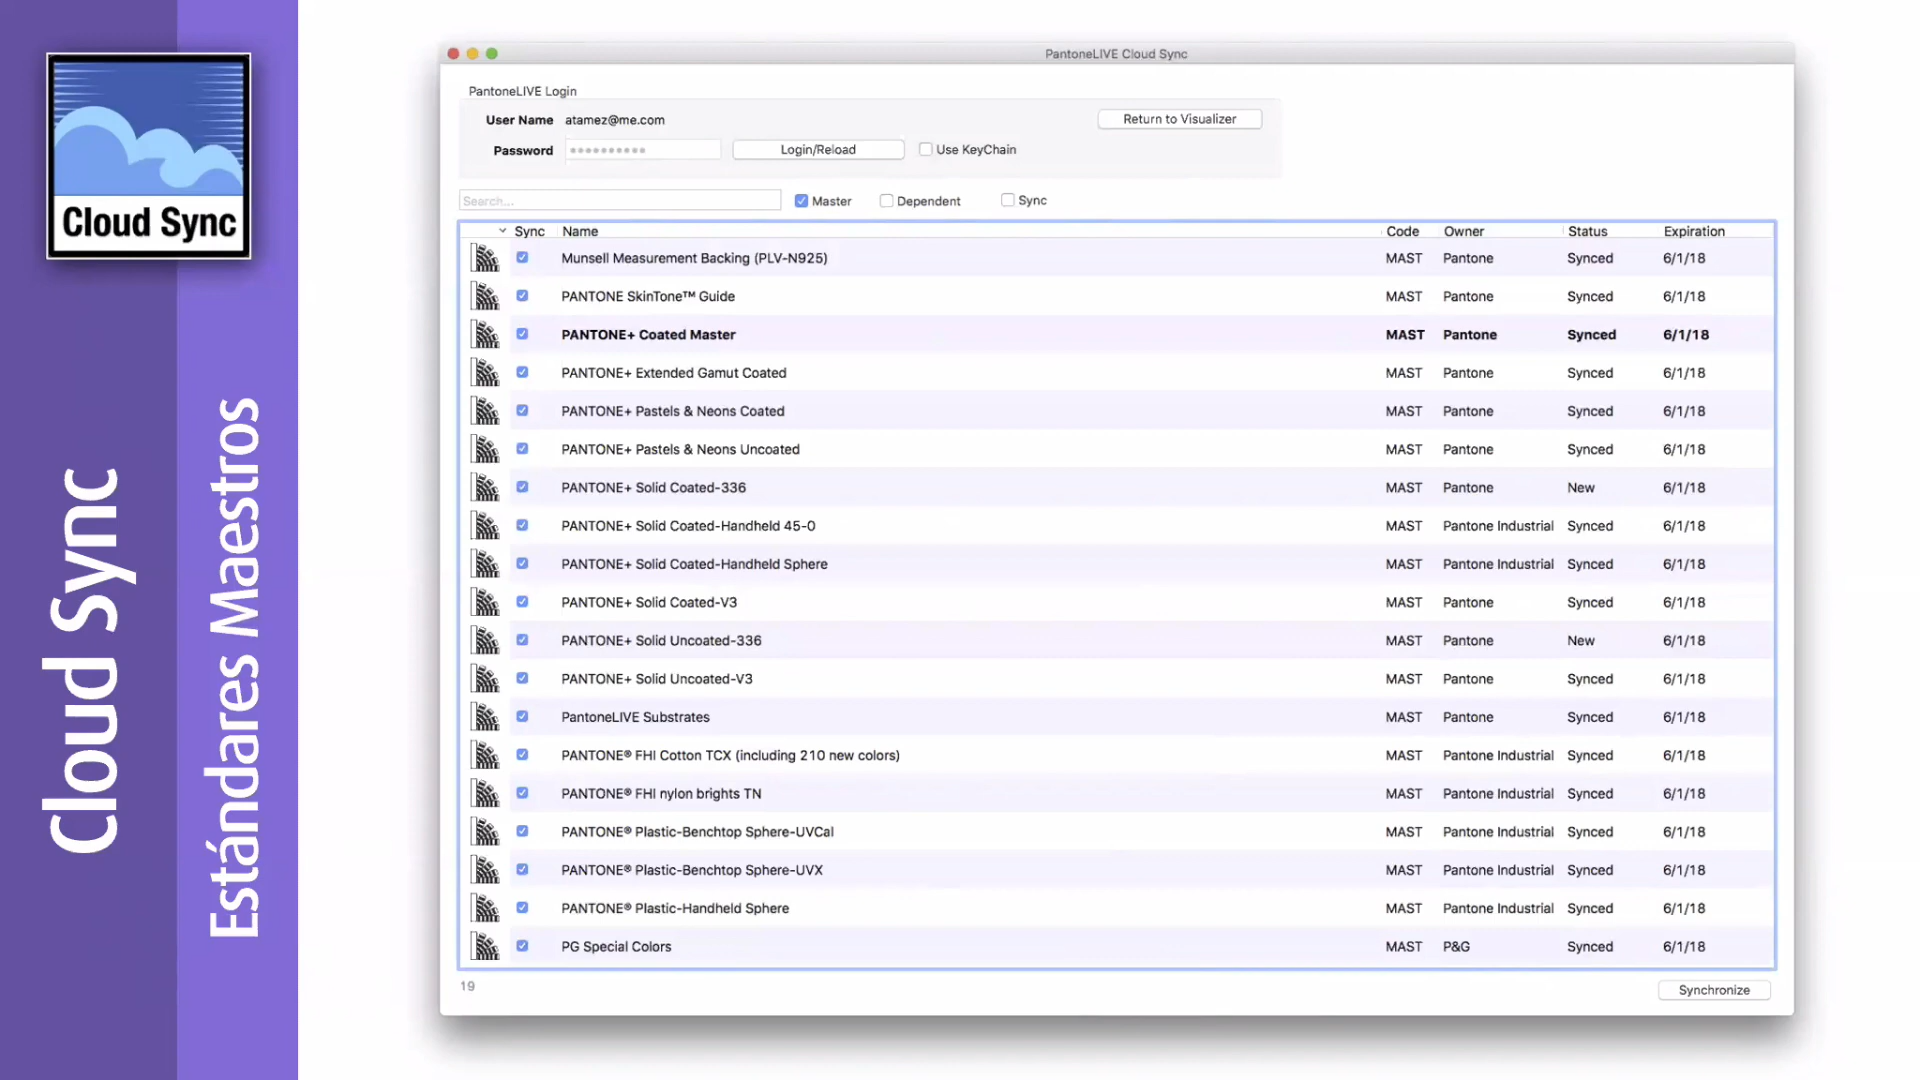 Cloud Sync
Cloud Sync
Estándares Maestros
PantoneLIVE Cloud Sync
PantoneLIVE Login
User Name atamez@me.com Return to Visualizer
Password Login/Reload Use KeyChain
Search... Master Dependent Sync
Sync Name Code Owner Status Expiration
Munsell Measurement Backing (PLV-N925) MAST Pantone Synced 6/1/18
PANTONE SkinTone™ Guide MAST Pantone Synced 6/1/18
PANTONE+ Coated Master MAST Pantone Synced 6/1/18
PANTONE+ Extended Gamut Coated MAST Pantone Synced 6/1/18
PANTONE+ Pastels & Neons Coated MAST Pantone Synced 6/1/18
PANTONE+ Pastels & Neons Uncoated MAST Pantone Synced 6/1/18
PANTONE+ Solid Coated-336 MAST Pantone New 6/1/18
PANTONE+ Solid Coated-Handheld 45-0 MAST Pantone Industrial Synced 6/1/18
PANTONE+ Solid Coated-Handheld Sphere MAST Pantone Industrial Synced 6/1/18
PANTONE+ Solid Coated-V3 MAST Pantone Synced 6/1/18
PANTONE+ Solid Uncoated-336 MAST Pantone New 6/1/18
PANTONE+ Solid Uncoated-V3 MAST Pantone Synced 6/1/18
PantoneLIVE Substrates MAST Pantone Synced 6/1/18
PANTONE® FHI Cotton TCX (including 210 new colors) MAST Pantone Industrial Synced 6/1/18
PANTONE® FHI nylon brights TN MAST Pantone Industrial Synced 6/1/18
PANTONE® Plastic-Benchtop Sphere-UVCal MAST Pantone Industrial Synced 6/1/18
PANTONE® Plastic-Benchtop Sphere-UVX MAST Pantone Industrial Synced 6/1/18
PANTONE® Plastic-Handheld Sphere MAST Pantone Industrial Synced 6/1/18
PG Special Colors MAST P&G Synced 6/1/18
19 Synchronize